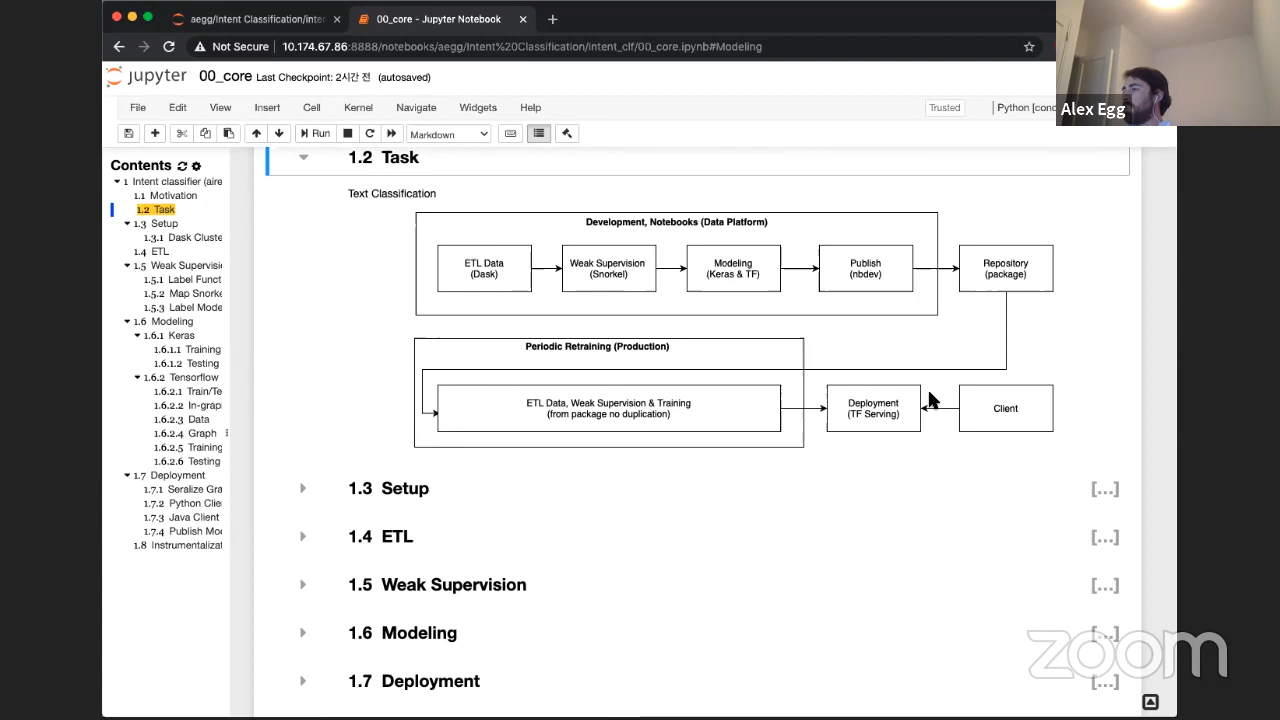 aegg/Intent Classification/inter
00_core - Jupyter Notebook
Not Secure
10.174.67.86:8888/notebooks/aegg/Intent%20Classification/intent_clf/00_core.ipynb#Modeling
Alex Egg
jupyter
00_core Last Checkpoint: 2시간 전 (autosaved)
File Edit View Insert Cell Kernel Navigate Widgets Help
Trusted
Python [cond
Run
Markdown
Contents
1 Intent classifier (aire
1.1 Motivation
1.2 Task
1.3 Setup
1.3.1 Dask Cluste
1.4 ETL
1.5 Weak Supervisi
1.5.1 Label Funct
1.5.2 Map Snorke
1.5.3 Label Mode
1.6 Modeling
1.6.1 Keras
1.6.1.1 Training
1.6.1.2 Testing
1.6.2 Tensorflow
1.6.2.1 Train/Te
1.6.2.2 In-grap
1.6.2.3 Data
1.6.2.4 Graph
1.6.2.5 Training
1.6.2.6 Testing
1.7 Deployment
1.7.1 Seralize Gra
1.7.2 Python Clie
1.7.3 Java Client
1.7.4 Publish Mod
1.8 Instrumentalizat
1.2 Task
Text Classification
Development, Notebooks (Data Platform)
ETL Data
(Dask)
Weak Supervision
(Snorkel)
Modeling
(Keras & TF)
Publish
(nbdev)
Repository
(package)
Periodic Retraining (Production)
ETL Data, Weak Supervision & Training
(from package no duplication)
Deployment
(TF Serving)
Client
1.3 Setup
[...]
1.4 ETL
[...]
1.5 Weak Supervision
[...]
1.6 Modeling
[...]
1.7 Deployment
[...]
zoom